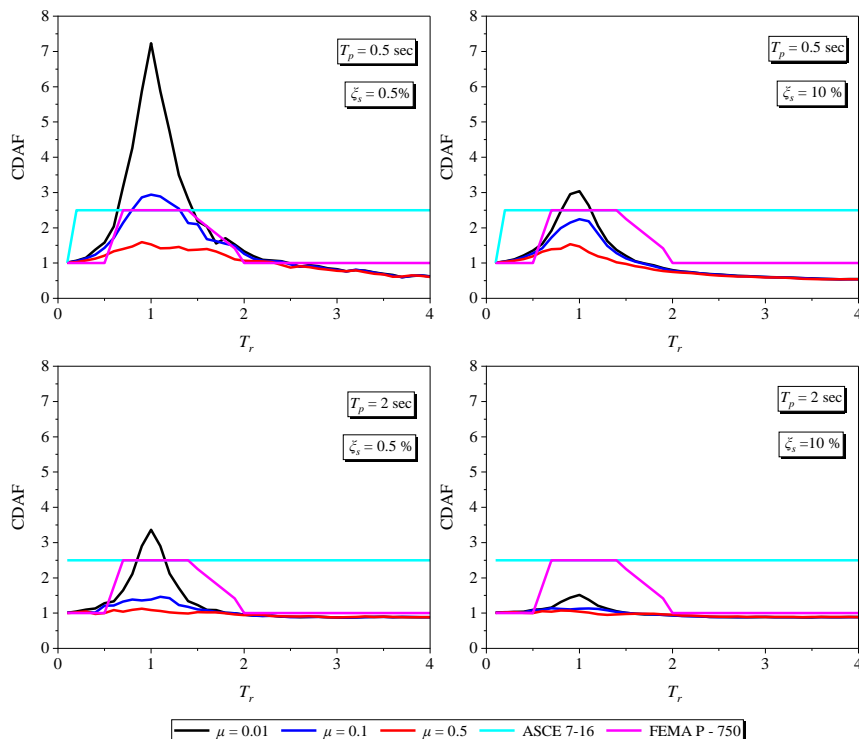 8
7
6
5
4
3
2
1
0
CDAF
0 1 2 3 4
T_r
T_p = 0.5 sec
ξ_s = 0.5%
8
7
6
5
4
3
2
1
0
CDAF
0 1 2 3 4
T_r
T_p = 0.5 sec
ξ_s = 10 %
8
7
6
5
4
3
2
1
0
CDAF
0 1 2 3 4
T_r
T_p = 2 sec
ξ_s = 0.5 %
8
7
6
5
4
3
2
1
0
CDAF
0 1 2 3 4
T_r
T_p = 2 sec
ξ_s =10 %
μ = 0.01 μ = 0.1 μ = 0.5 ASCE 7-16 FEMA P - 750